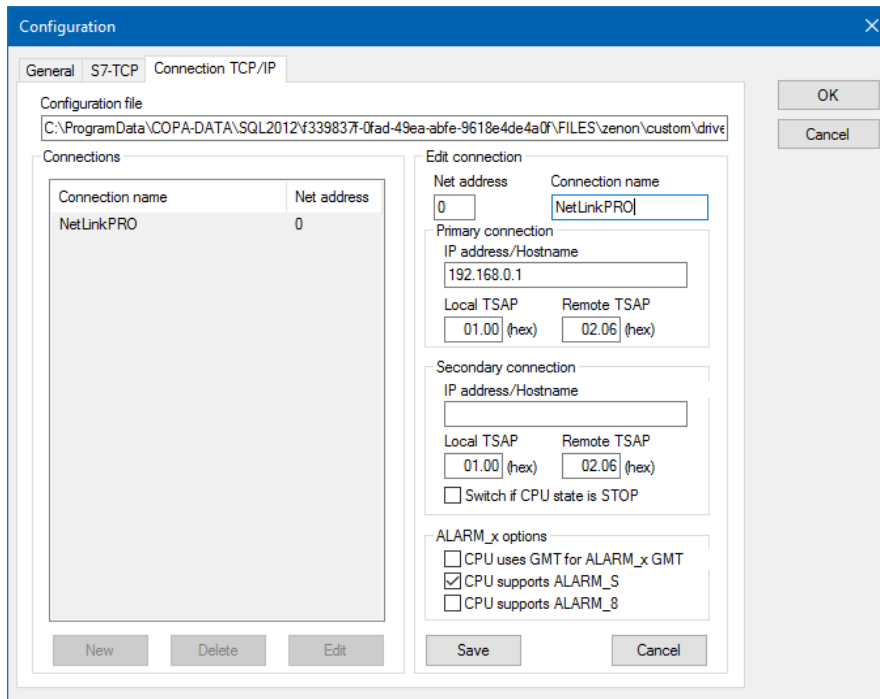 Configuration
General S7-TCP Connection TCP/IP
OK
Cancel
Configuration file
C:\ProgramData\COPA-DATA\SQL2012\f339837f-0fad-49ea-abfe-9618e4de4a0f\FILES\zenon\custom\drive
Connections
Connection name Net address
NetLinkPRO 0
New Delete Edit
Edit connection
Net address Connection name
0 NetLinkPRO
Primary connection
IP address/Hostname
192.168.0.1
Local TSAP Remote TSAP
01.00 (hex) 02.06 (hex)
Secondary connection
IP address/Hostname
Local TSAP Remote TSAP
01.00 (hex) 02.06 (hex)
Switch if CPU state is STOP
ALARM_x options
CPU uses GMT for ALARM_x GMT
CPU supports ALARM_S
CPU supports ALARM_8
Save Cancel